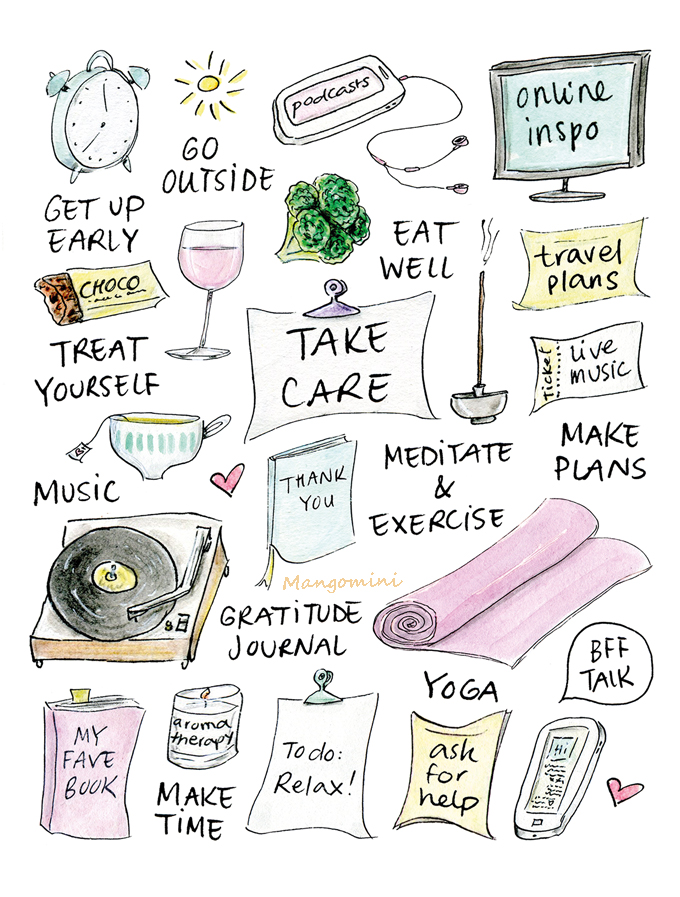 podcasts
online
inspo
GO
OUTSIDE
GET UP
EARLY
EAT
WELL
travel
plans
CHOCO
TAKE
CARE
Ticket
live
music
TREAT
YOURSELF
MAKE
PLANS
MEDITATE
&
EXERCISE
THANK
YOU
MUSIC
Mangomini
GRATITUDE
JOURNAL
BFF
TALK
YOGA
MY
FAVE
BOOK
aroma
therapy
To do:
Relax!
ask
for
help
Hi
MAKE
TIME